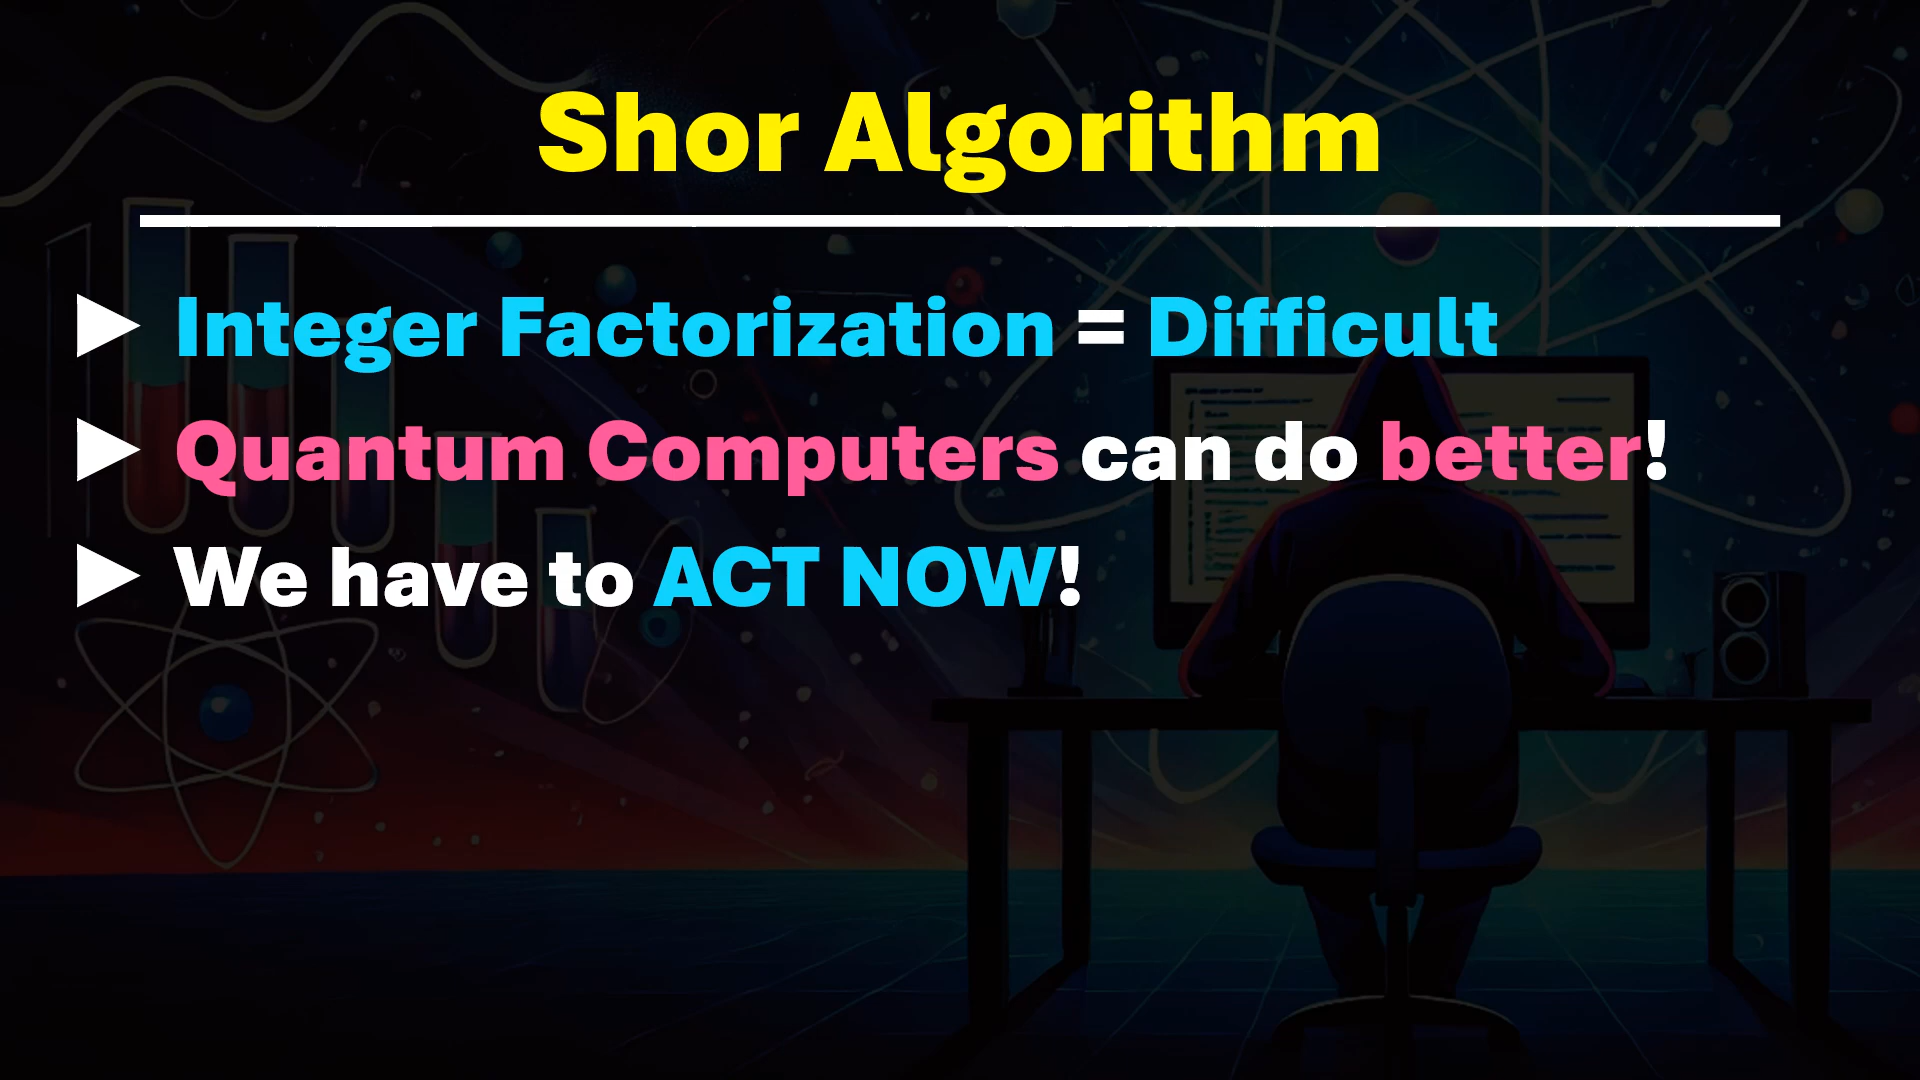 Shor Algorithm
Integer Factorization = Difficult
Quantum Computers can do better!
We have to ACT NOW!